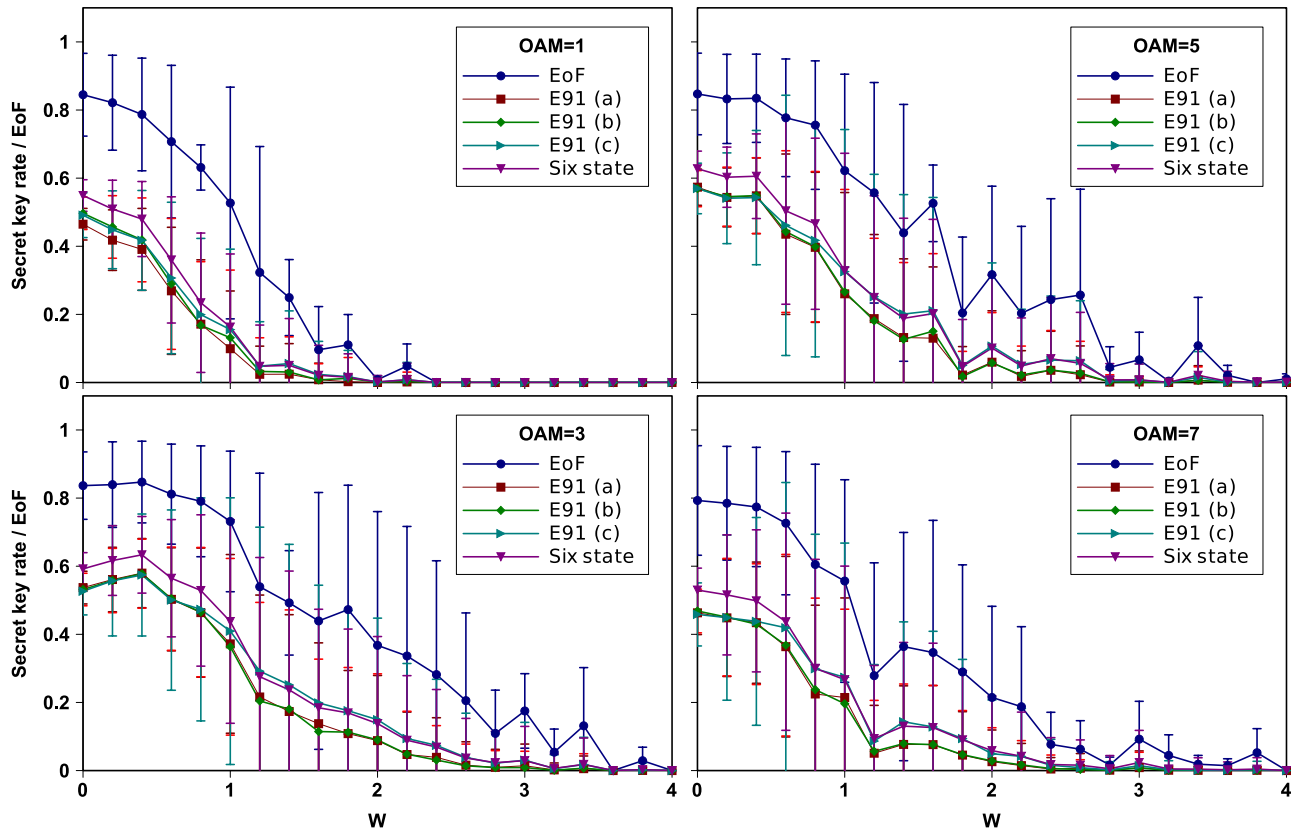 OAM=1
EoF
E91 (a)
E91 (b)
E91 (c)
Six state
OAM=5
EoF
E91 (a)
E91 (b)
E91 (c)
Six state
1
0.8
0.6
0.4
0.2
0
Secret key rate / EoF
OAM=3
EoF
E91 (a)
E91 (b)
E91 (c)
Six state
OAM=7
EoF
E91 (a)
E91 (b)
E91 (c)
Six state
1
0.8
0.6
0.4
0.2
0
Secret key rate / EoF
0 1 2 3 4
W
0 1 2 3 4
W